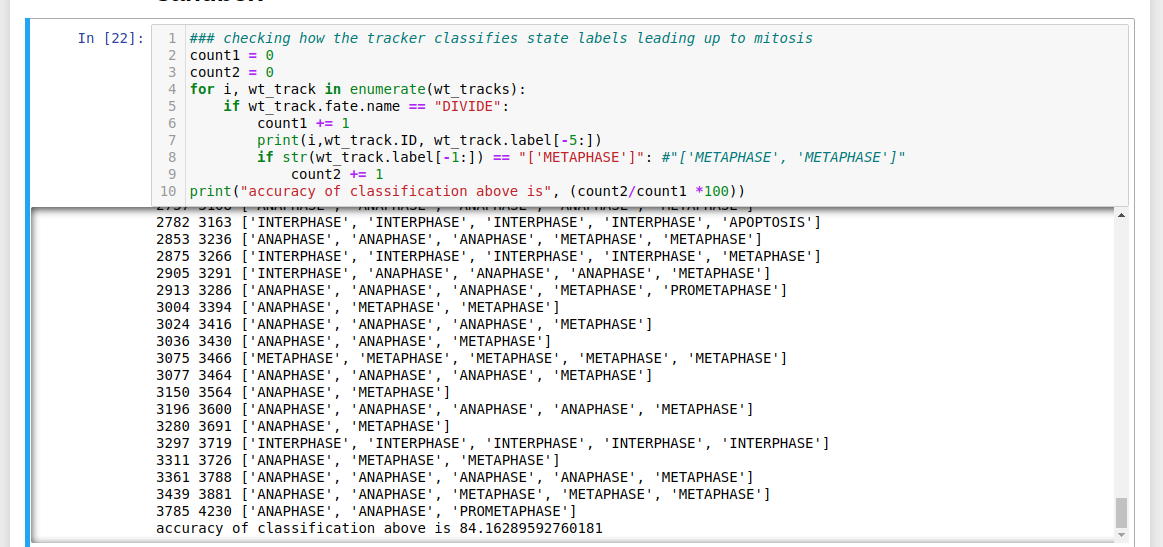 In [22]:
1 ### checking how the tracker classifies state labels leading up to mitosis
2 count1 = 0
3 count2 = 0
4 for i, wt_track in enumerate(wt_tracks):
5     if wt_track.fate.name == "DIVIDE":
6         count1 += 1
7         print(i,wt_track.ID, wt_track.label[-5:])
8         if str(wt_track.label[-1:]) == "['METAPHASE']": #"['METAPHASE', 'METAPHASE']"
9             count2 += 1
10 print("accuracy of classification above is", (count2/count1 *100))
2782 3163 ['INTERPHASE', 'INTERPHASE', 'INTERPHASE', 'INTERPHASE', 'APOPTOSIS']
2853 3236 ['ANAPHASE', 'ANAPHASE', 'ANAPHASE', 'METAPHASE', 'METAPHASE']
2875 3266 ['INTERPHASE', 'INTERPHASE', 'INTERPHASE', 'INTERPHASE', 'METAPHASE']
2905 3291 ['INTERPHASE', 'ANAPHASE', 'ANAPHASE', 'ANAPHASE', 'METAPHASE']
2913 3286 ['ANAPHASE', 'ANAPHASE', 'ANAPHASE', 'METAPHASE', 'PROMETAPHASE']
3004 3394 ['ANAPHASE', 'METAPHASE', 'METAPHASE']
3024 3416 ['ANAPHASE', 'ANAPHASE', 'ANAPHASE', 'METAPHASE']
3036 3430 ['ANAPHASE', 'ANAPHASE', 'METAPHASE']
3075 3466 ['METAPHASE', 'METAPHASE', 'METAPHASE', 'METAPHASE', 'METAPHASE']
3077 3464 ['ANAPHASE', 'ANAPHASE', 'ANAPHASE', 'METAPHASE']
3150 3564 ['ANAPHASE', 'METAPHASE']
3196 3600 ['ANAPHASE', 'ANAPHASE', 'ANAPHASE', 'ANAPHASE', 'METAPHASE']
3280 3691 ['ANAPHASE', 'METAPHASE']
3297 3719 ['INTERPHASE', 'INTERPHASE', 'INTERPHASE', 'INTERPHASE', 'INTERPHASE']
3311 3726 ['ANAPHASE', 'METAPHASE', 'METAPHASE']
3361 3788 ['ANAPHASE', 'ANAPHASE', 'ANAPHASE', 'ANAPHASE', 'METAPHASE']
3439 3881 ['ANAPHASE', 'ANAPHASE', 'METAPHASE', 'METAPHASE', 'METAPHASE']
3785 4230 ['ANAPHASE', 'ANAPHASE', 'PROMETAPHASE']
accuracy of classification above is 84.16289592760181